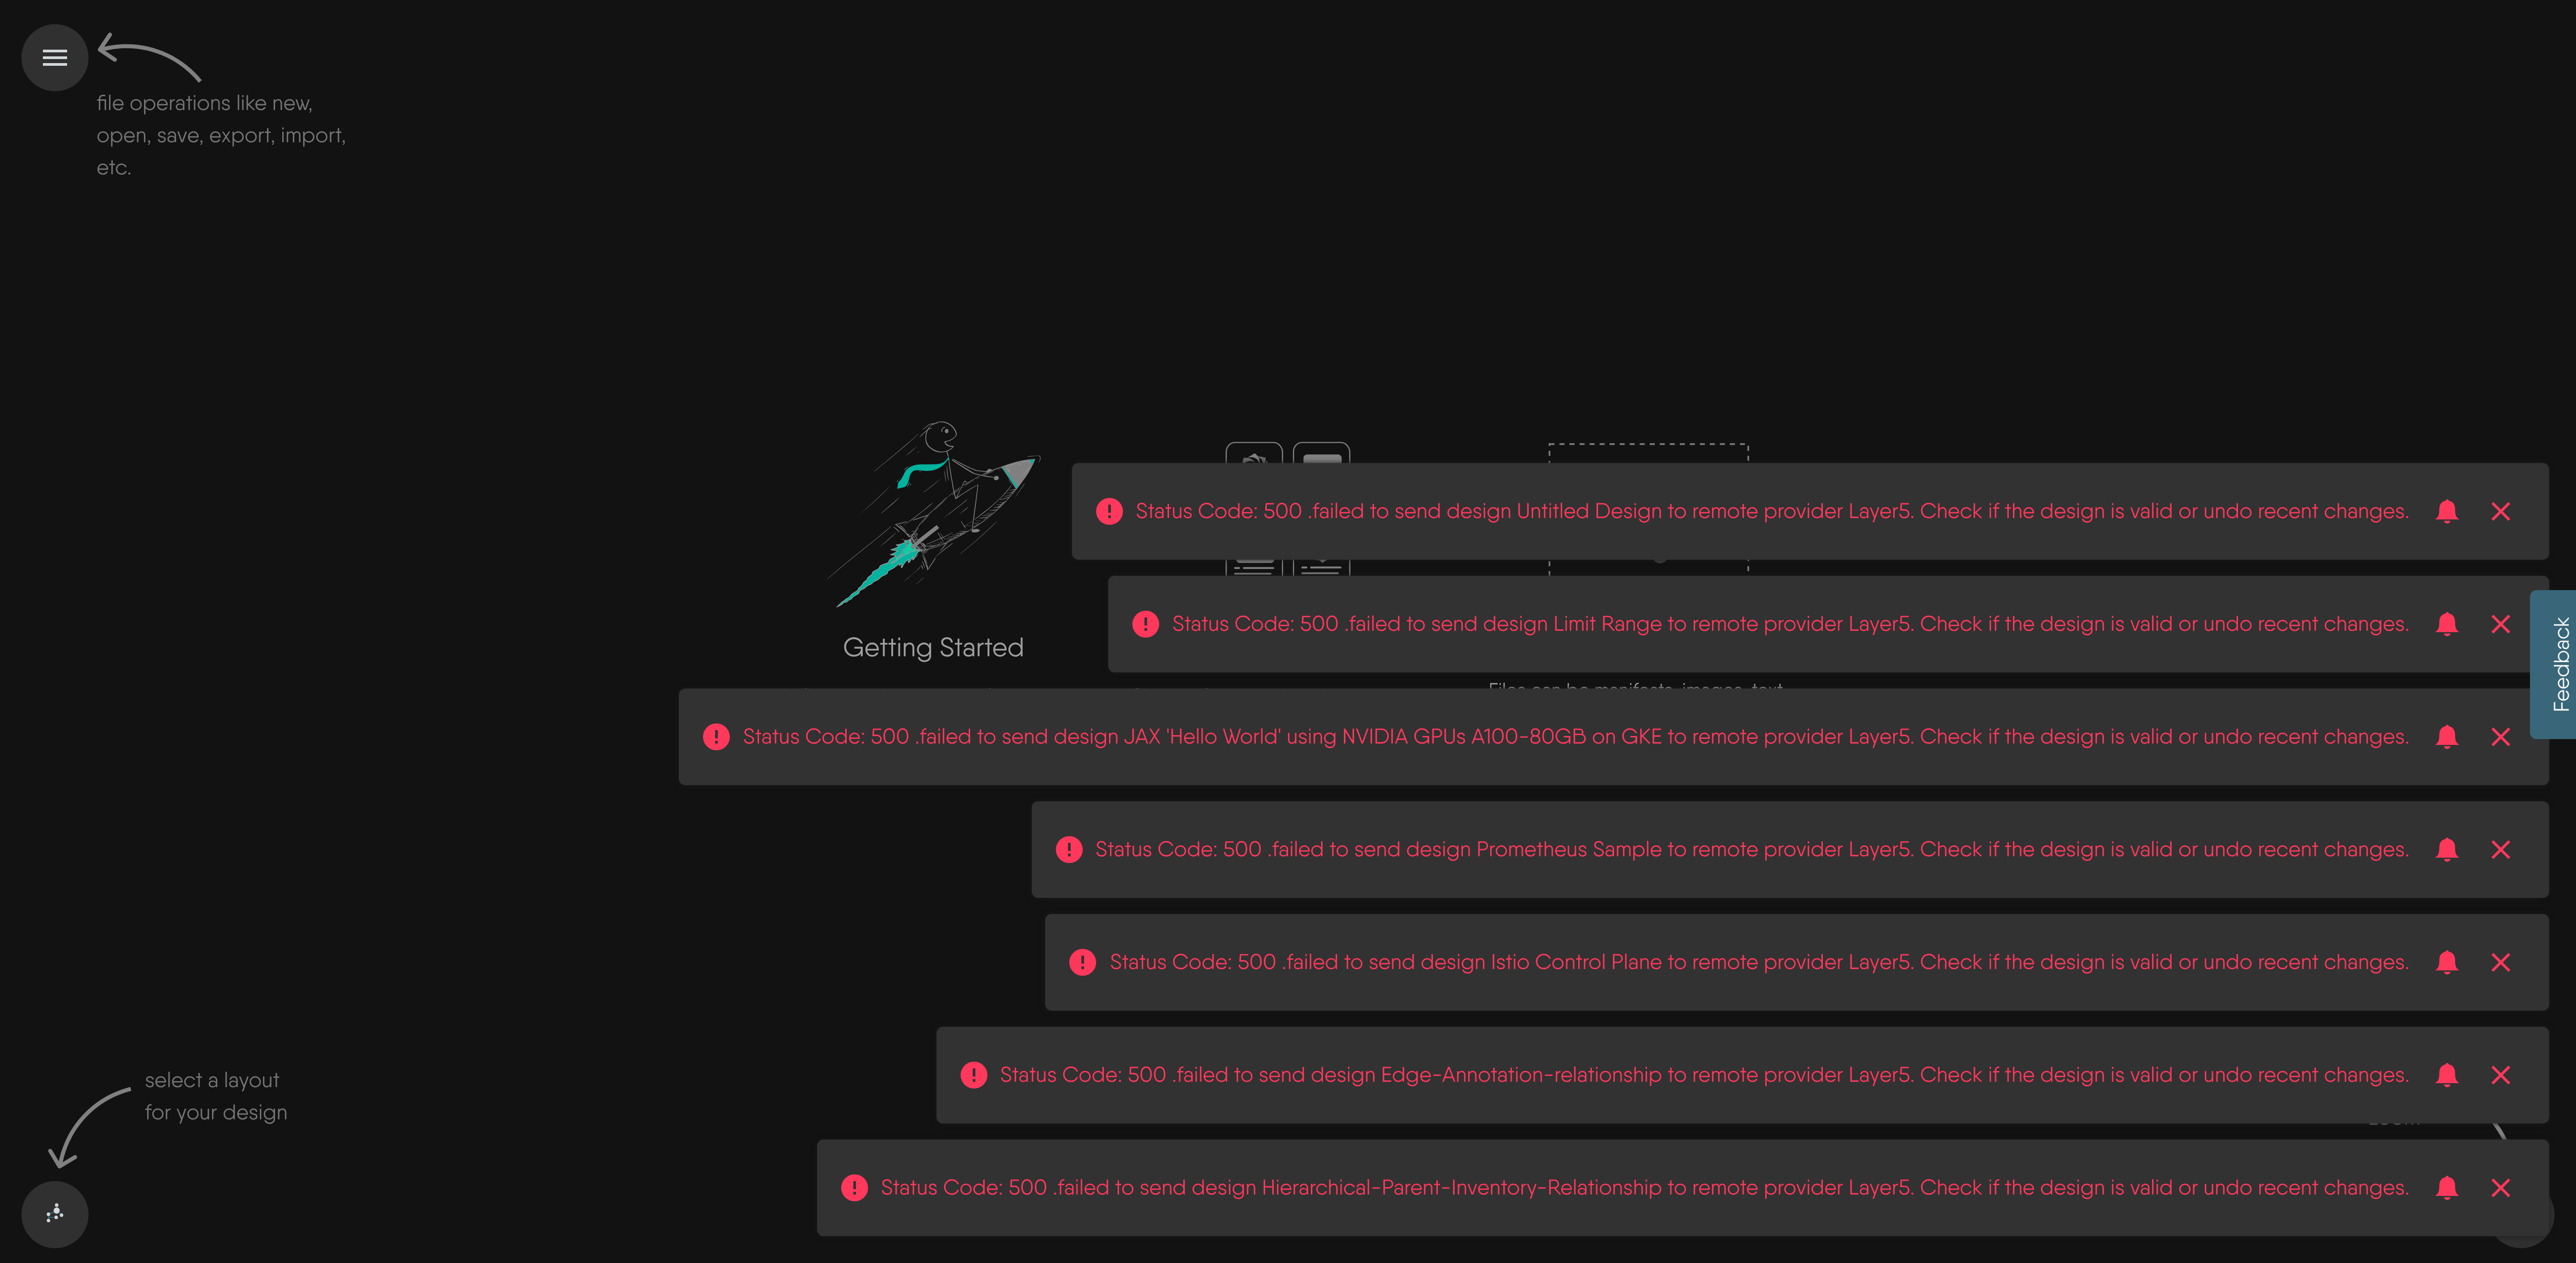 file operations like new,
open, save, export, import,
etc.
Status Code: 500 .failed to send design Untitled Design to remote provider Layer5. Check if the design is valid or undo recent changes.
Status Code: 500 .failed to send design Limit Range to remote provider Layer5. Check if the design is valid or undo recent changes.
Getting Started
Feedback
Files can be manifests, images, text
Status Code: 500 .failed to send design JAX 'Hello World' using NVIDIA GPUs A100-80GB on GKE to remote provider Layer5. Check if the design is valid or undo recent changes.
Status Code: 500 .failed to send design Prometheus Sample to remote provider Layer5. Check if the design is valid or undo recent changes.
Status Code: 500 .failed to send design Istio Control Plane to remote provider Layer5. Check if the design is valid or undo recent changes.
Status Code: 500 .failed to send design Edge-Annotation-relationship to remote provider Layer5. Check if the design is valid or undo recent changes.
select a layout
for your design
Status Code: 500 .failed to send design Hierarchical-Parent-Inventory-Relationship to remote provider Layer5. Check if the design is valid or undo recent changes.